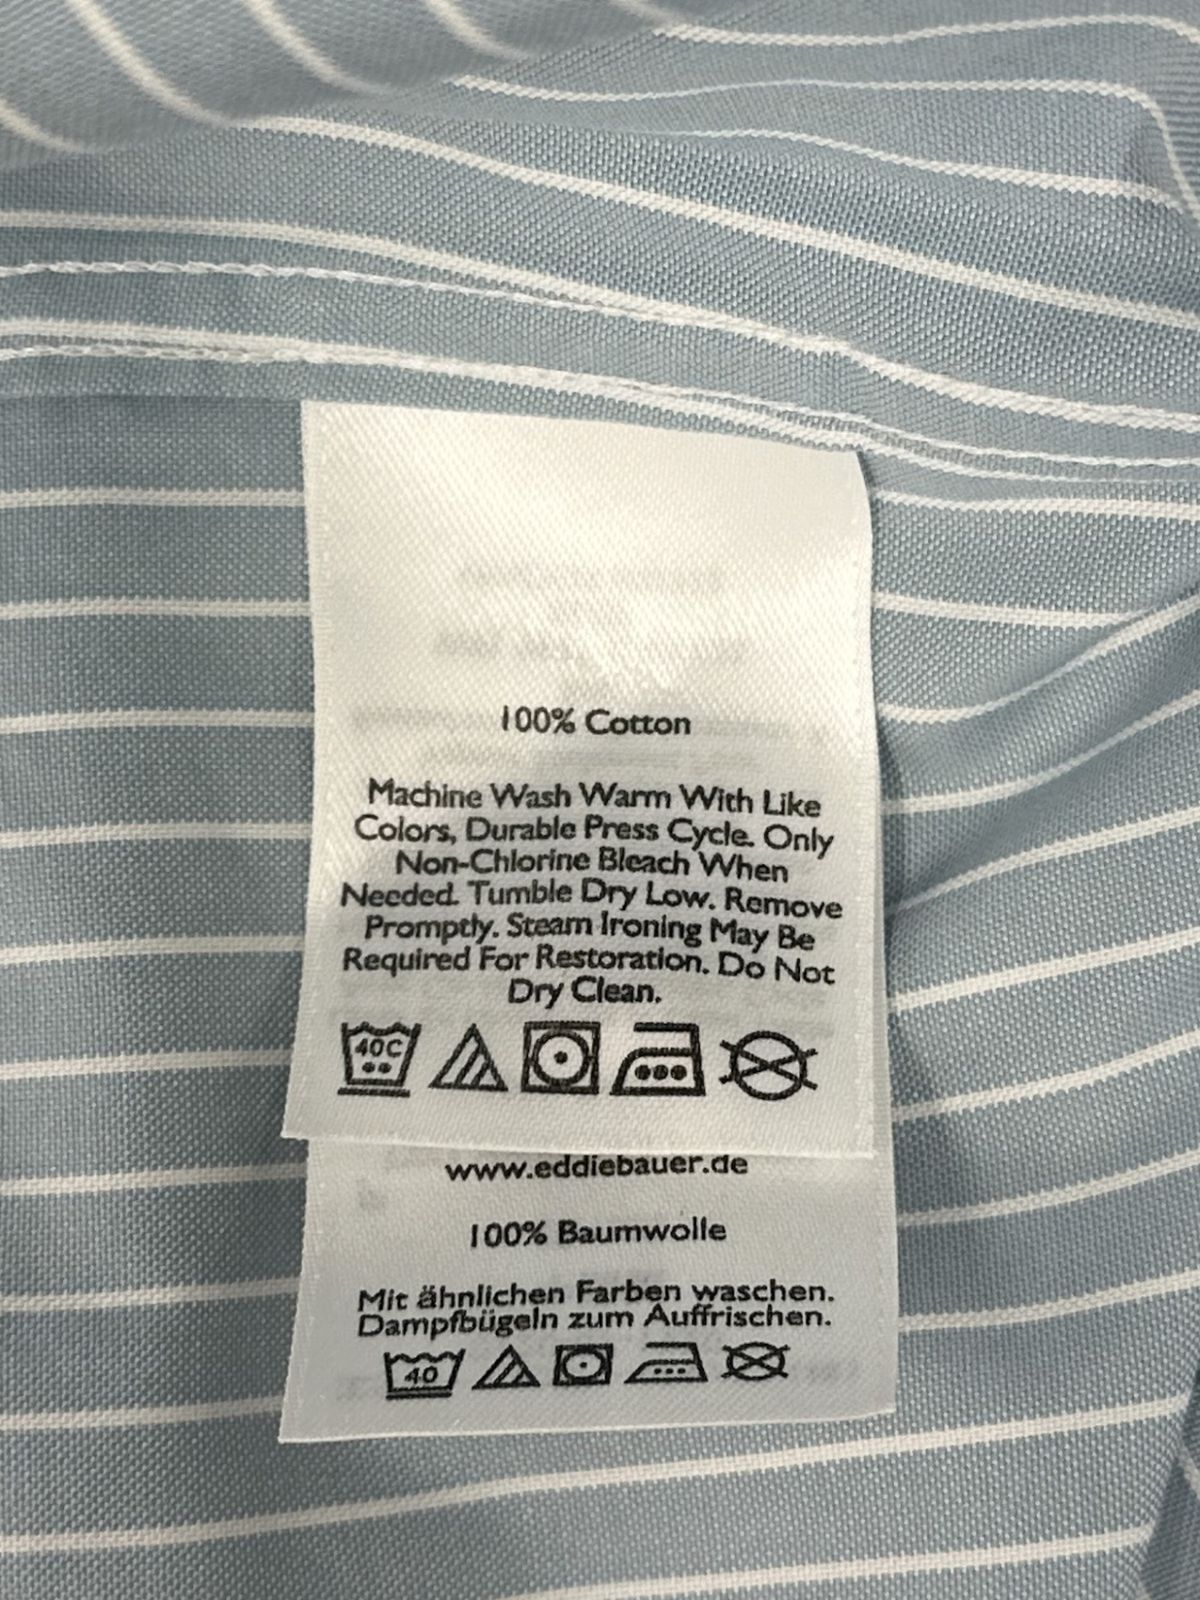 100% Cotton
Machine Wash Warm With Like
Colors, Durable Press Cycle. Only
Non-Chlorine Bleach When
Needed. Tumble Dry Low. Remove
Promptly. Steam Ironing May Be
Required For Restoration. Do Not
Dry Clean.
40C
www.eddiebauer.de
100% Baumwolle
Mit ähnlichen Farben waschen.
Dampfbügeln zum Auffrischen.
40